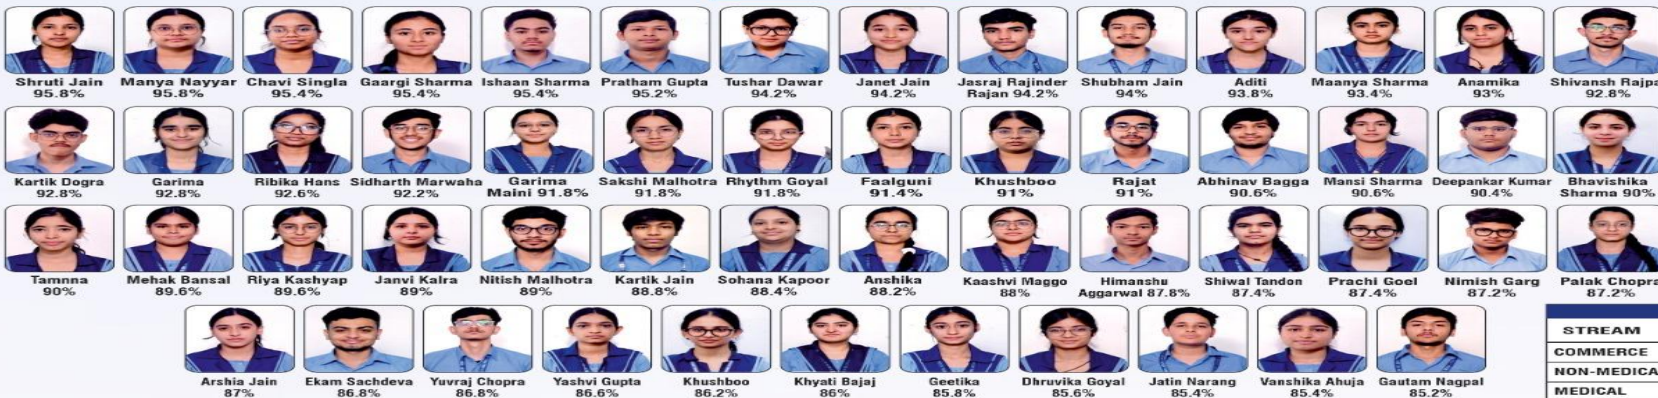 Shruti Jain Manya Nayyar Chavi Singla Gaargi Sharma Ishaan Sharma Pratham Gupta Tushar Dawar Janet Jain Jasraj Rajinder Shubham Jain Aditi Maanya Sharma Anamika Shivansh Rajpa
95.8% 95.8% 95.4% 95.4% 95.4% 95.2% 94.2% 94.2% Rajan 94.2% 94% 93.8% 93.4% 93% 92.8%
Kartik Dogra Garima Ribika Hans Sidharth Marwaha Garima Sakshi Malhotra Rhythm Goyal Faalguni Khushboo Rajat Abhinav Bagga Mansi Sharma Deepankar Kumar Bhavishika
92.8% 92.8% 92.6% 92.2% Maini 91.8% 91.8% 91.8% 91.4% 91% 91% 90.6% 90.6% 90.4% Sharma 90%
Tamnna Mehak Bansal Riya Kashyap Janvi Kalra Nitish Malhotra Kartik Jain Sohana Kapoor Anshika Kaashvi Maggo Himanshu Shiwal Tandon Prachi Goel Nimish Garg Palak Chopra
90% 89.6% 89.6% 89% 89% 88.8% 88.4% 88.2% 88% Aggarwal 87.8% 87.4% 87.4% 87.2% 87.2%
Arshia Jain Ekam Sachdeva Yuvraj Chopra Yashvi Gupta Khushboo Khyati Bajaj Geetika Dhruvika Goyal Jatin Narang Vanshika Ahuja Gautam Nagpal
87% 86.8% 86.8% 86.6% 86.2% 86% 85.8% 85.6% 85.4% 85.4% 85.2%
STREAM
COMMERCE
NON-MEDICA
MEDICAL